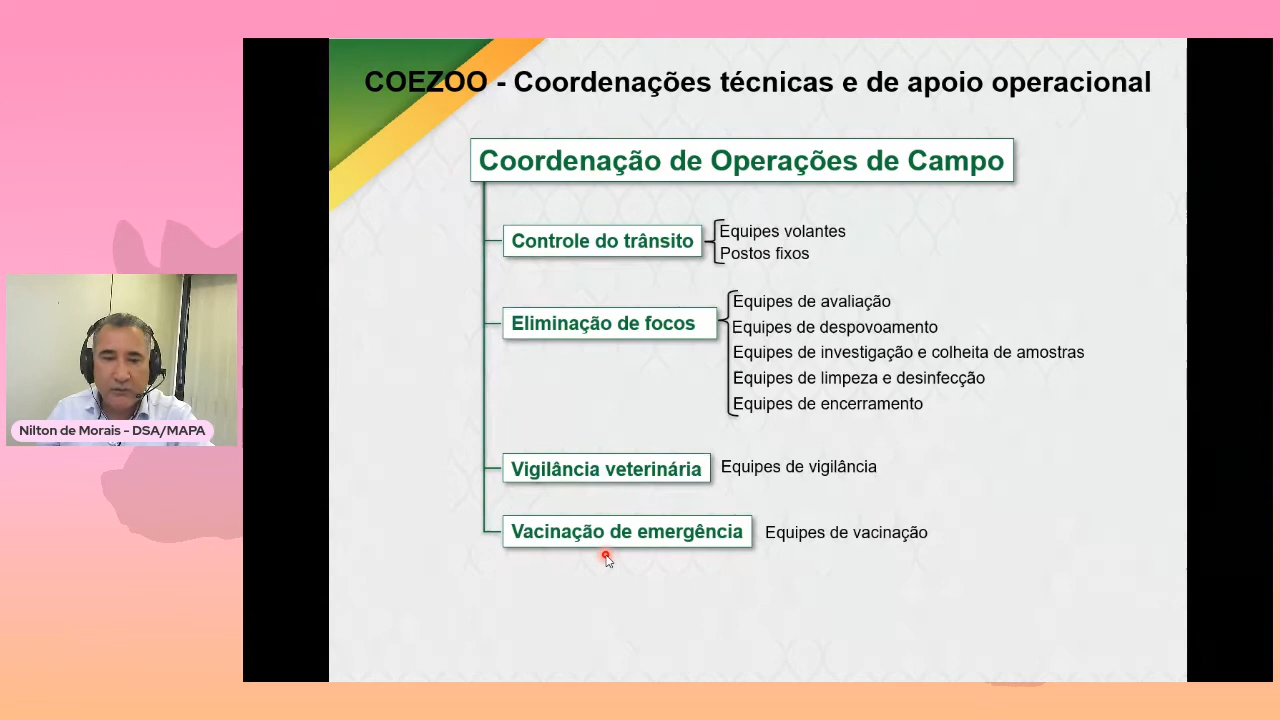 COEZOO - Coordenações técnicas e de apoio operacional
Coordenação de Operações de Campo
Controle do trânsito
Equipes volantes
Postos fixos
Eliminação de focos
Equipes de avaliação
Equipes de despovoamento
Equipes de investigação e colheita de amostras
Equipes de limpeza e desinfecção
Equipes de encerramento
Vigilância veterinária
Equipes de vigilância
Vacinação de emergência
Equipes de vacinação
Nilton de Morais - DSA/MAPA